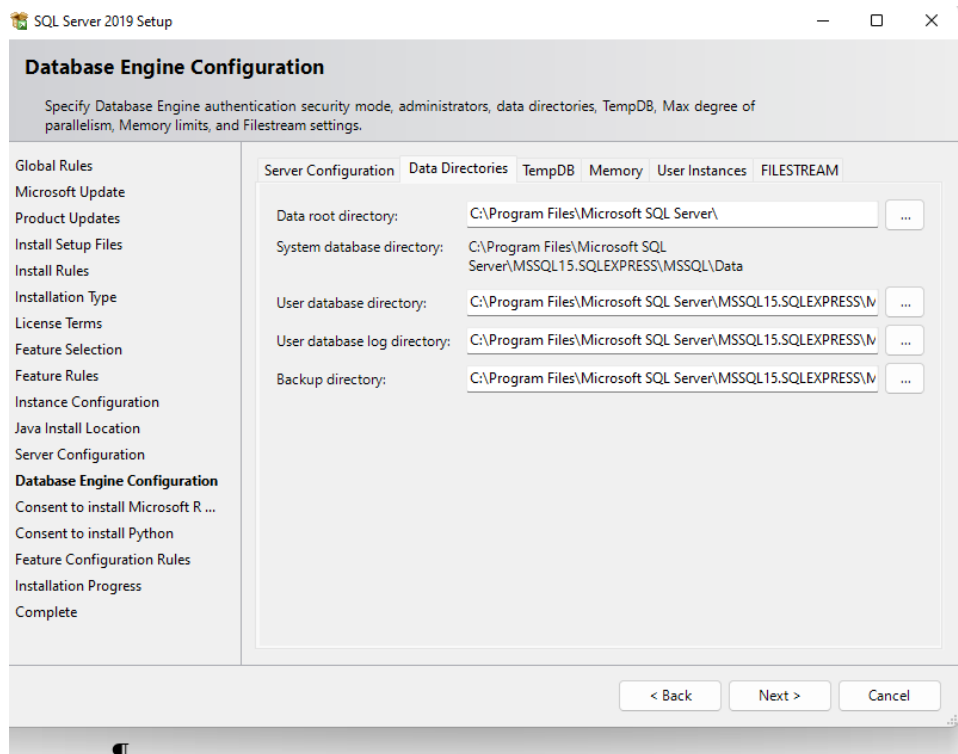 SQL Server 2019 Setup
Database Engine Configuration
Specify Database Engine authentication security mode, administrators, data directories, TempDB, Max degree of
parallelism, Memory limits, and Filestream settings.
Global Rules
Microsoft Update
Product Updates
Install Setup Files
Install Rules
Installation Type
License Terms
Feature Selection
Feature Rules
Instance Configuration
Java Install Location
Server Configuration
Database Engine Configuration
Consent to install Microsoft R ...
Consent to install Python
Feature Configuration Rules
Installation Progress
Complete
Server Configuration Data Directories TempDB Memory User Instances FILESTREAM
Data root directory: C:\Program Files\Microsoft SQL Server\ ...
System database directory: C:\Program Files\Microsoft SQL
Server\MSSQL15.SQLEXPRESS\MSSQL\Data
User database directory: C:\Program Files\Microsoft SQL Server\MSSQL15.SQLEXPRESS\M ...
User database log directory: C:\Program Files\Microsoft SQL Server\MSSQL15.SQLEXPRESS\M ...
Backup directory: C:\Program Files\Microsoft SQL Server\MSSQL15.SQLEXPRESS\M ...
< Back Next > Cancel
¶